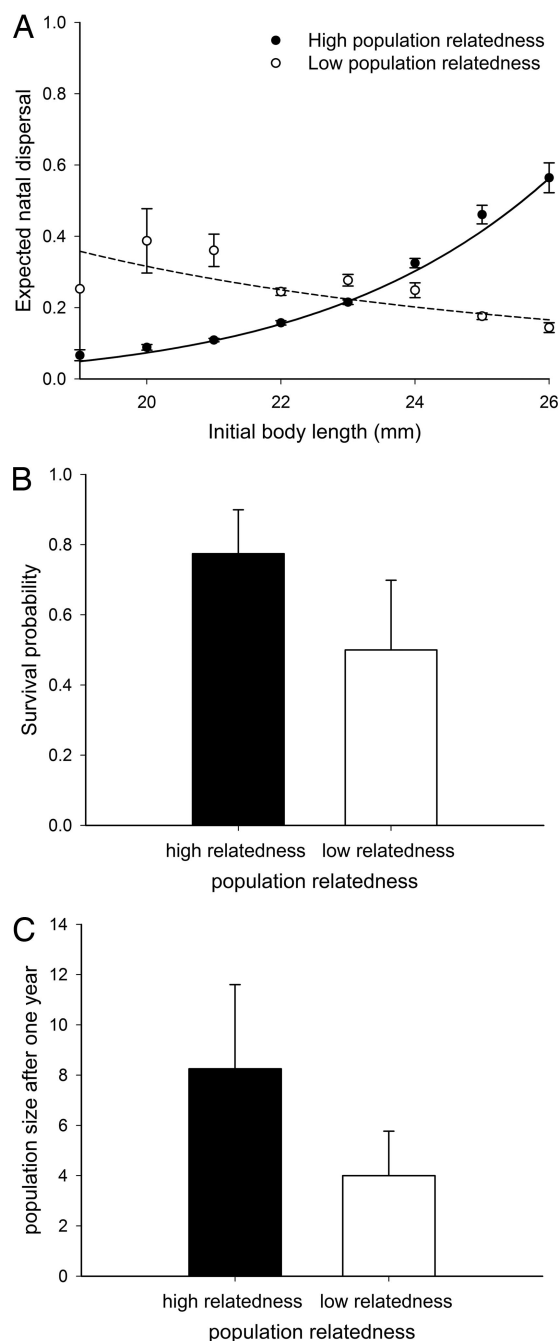 A
High population relatedness
Low population relatedness
Expected natal dispersal
1.0
0.8
0.6
0.4
0.2
0.0
20 22 24 26
Initial body length (mm)
B
Survival probability
1.0
0.8
0.6
0.4
0.2
0.0
high relatedness low relatedness
population relatedness
C
population size after one year
14
12
10
8
6
4
2
0
high relatedness low relatedness
population relatedness